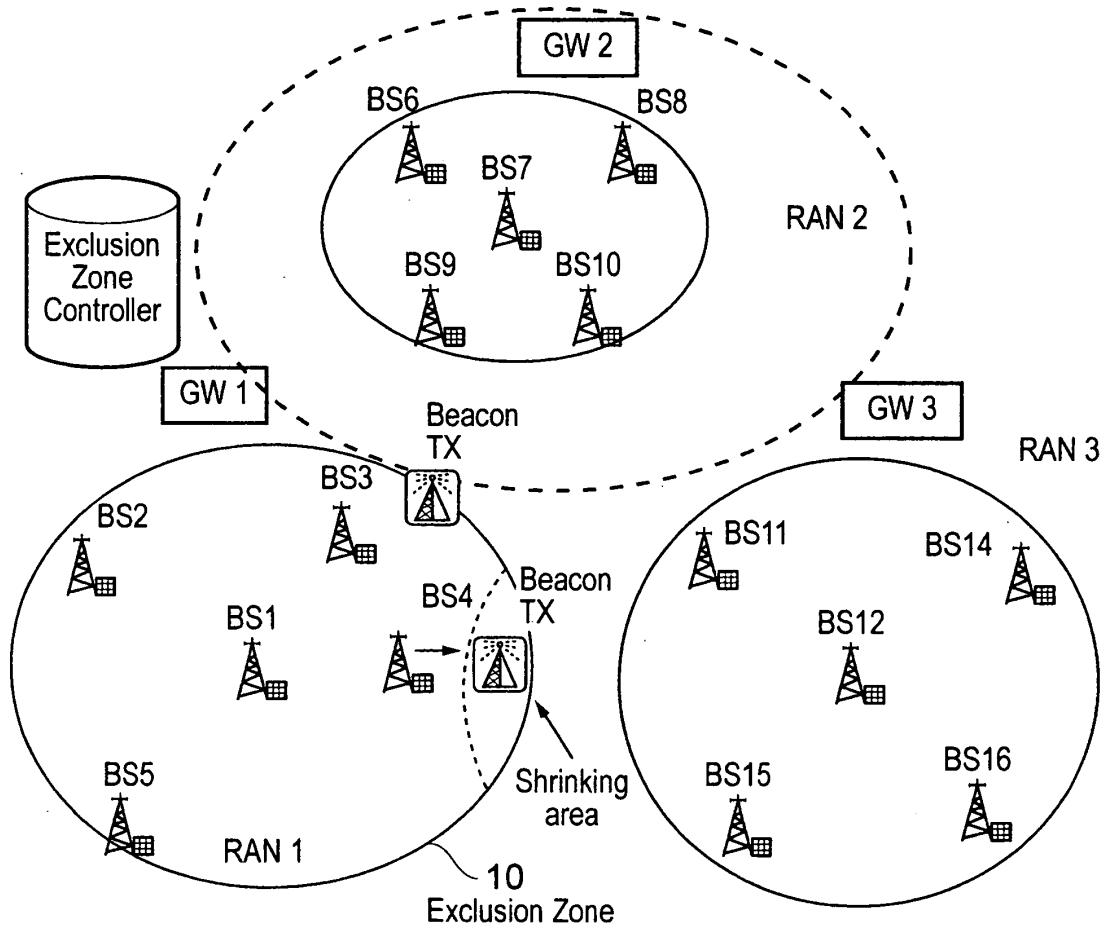 GW 2
BS6
BS8
BS7
RAN 2
Exclusion
Zone
Controller
BS9
BS10
GW 1
Beacon
TX
GW 3
RAN 3
BS3
BS2
BS11
BS14
BS4
Beacon
TX
BS1
BS12
BS5
Shrinking
area
BS15
BS16
RAN 1
10
Exclusion Zone